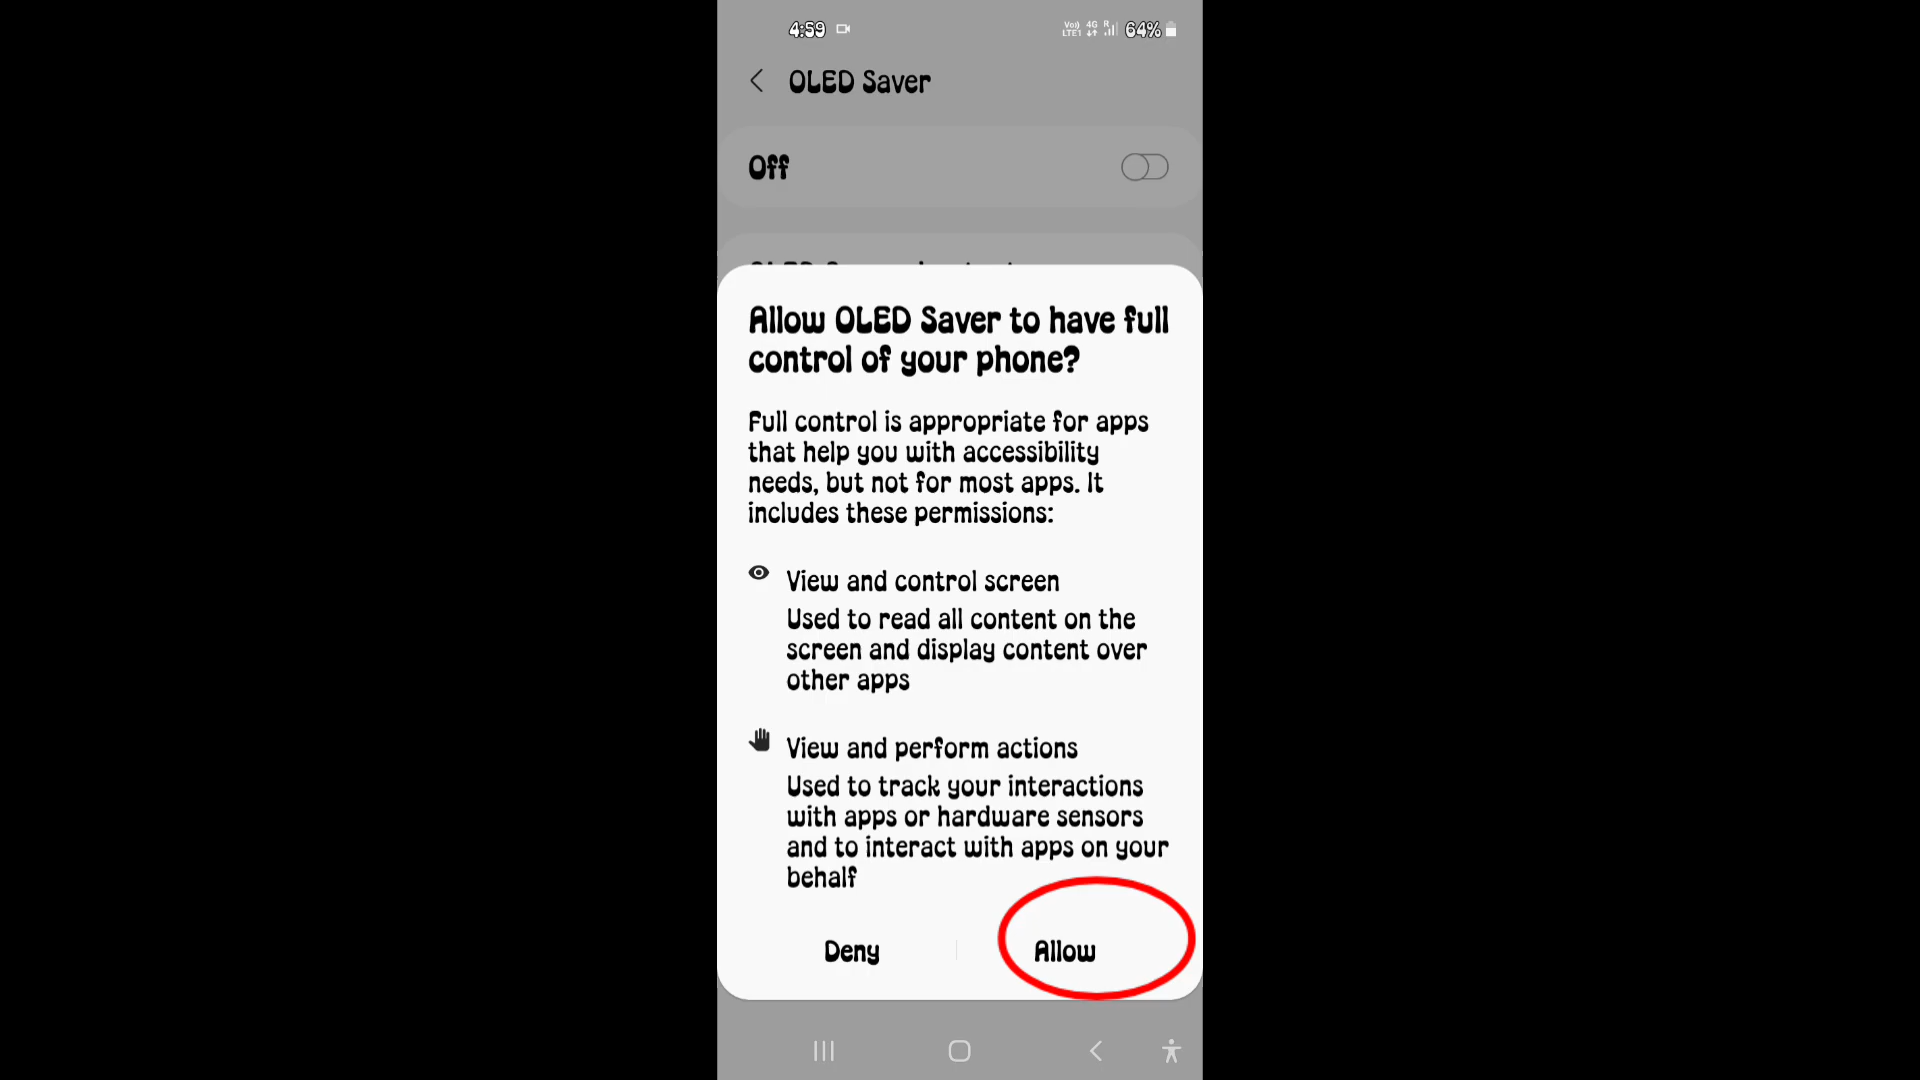 4:59 Vo)) LTE1 4G R 64%
OLED Saver
Off
Allow OLED Saver to have full
control of your phone?
Full control is appropriate for apps
that help you with accessibility
needs, but not for most apps. It
includes these permissions:
View and control screen
Used to read all content on the
screen and display content over
other apps
View and perform actions
Used to track your interactions
with apps or hardware sensors
and to interact with apps on your
behalf
Deny Allow